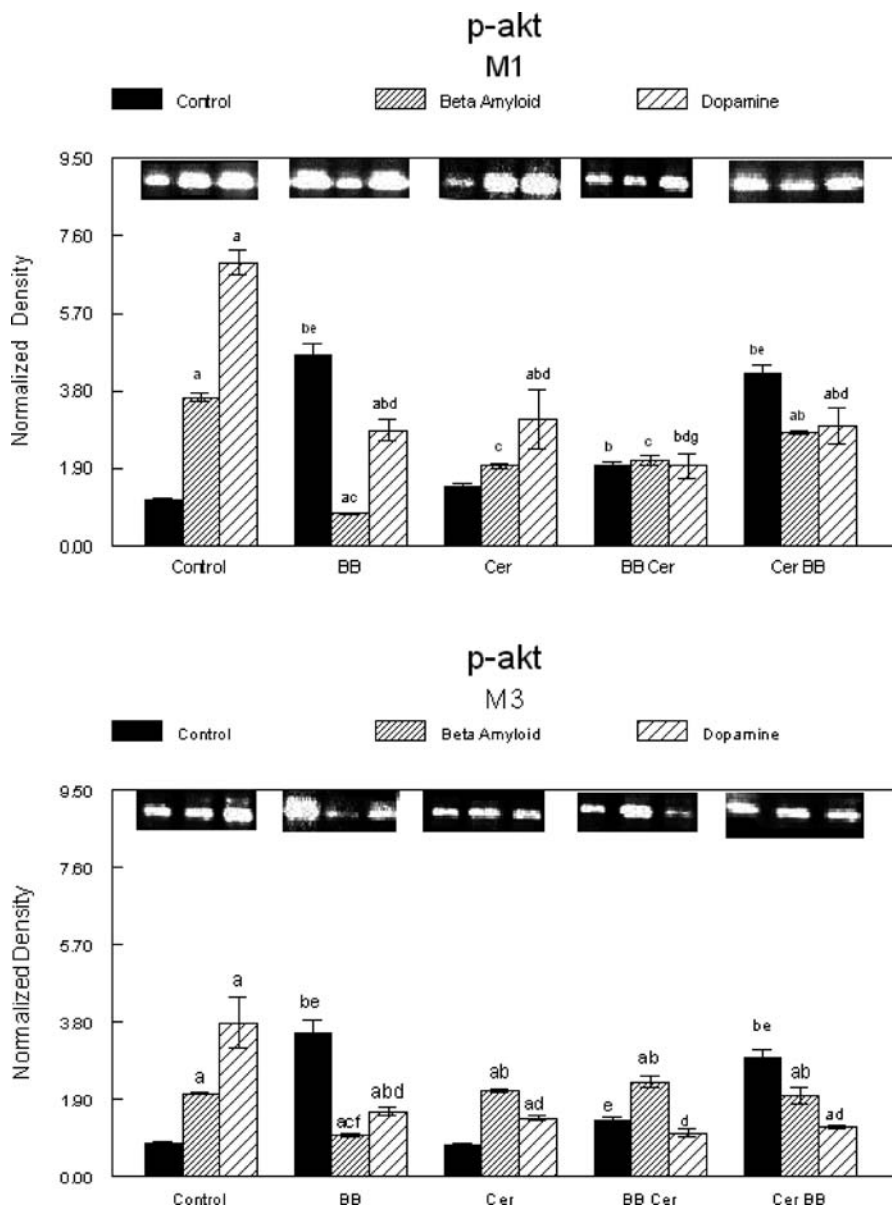 p-akt
M1
Control Beta Amyloid Dopamine
9.50
7.60
5.70
3.80
1.90
0.00
Normalized Density
a a
be ac abd
c abd
b c bdg
be ab abd
Control BB Cer BB Cer Cer BB
p-akt
M3
Control Beta Amyloid Dopamine
9.50
7.60
5.70
3.80
1.90
0.00
Normalized Density
a a
be acf abd
ab ad
e ab d
be ab ad
Control BB Cer BB Cer Cer BB